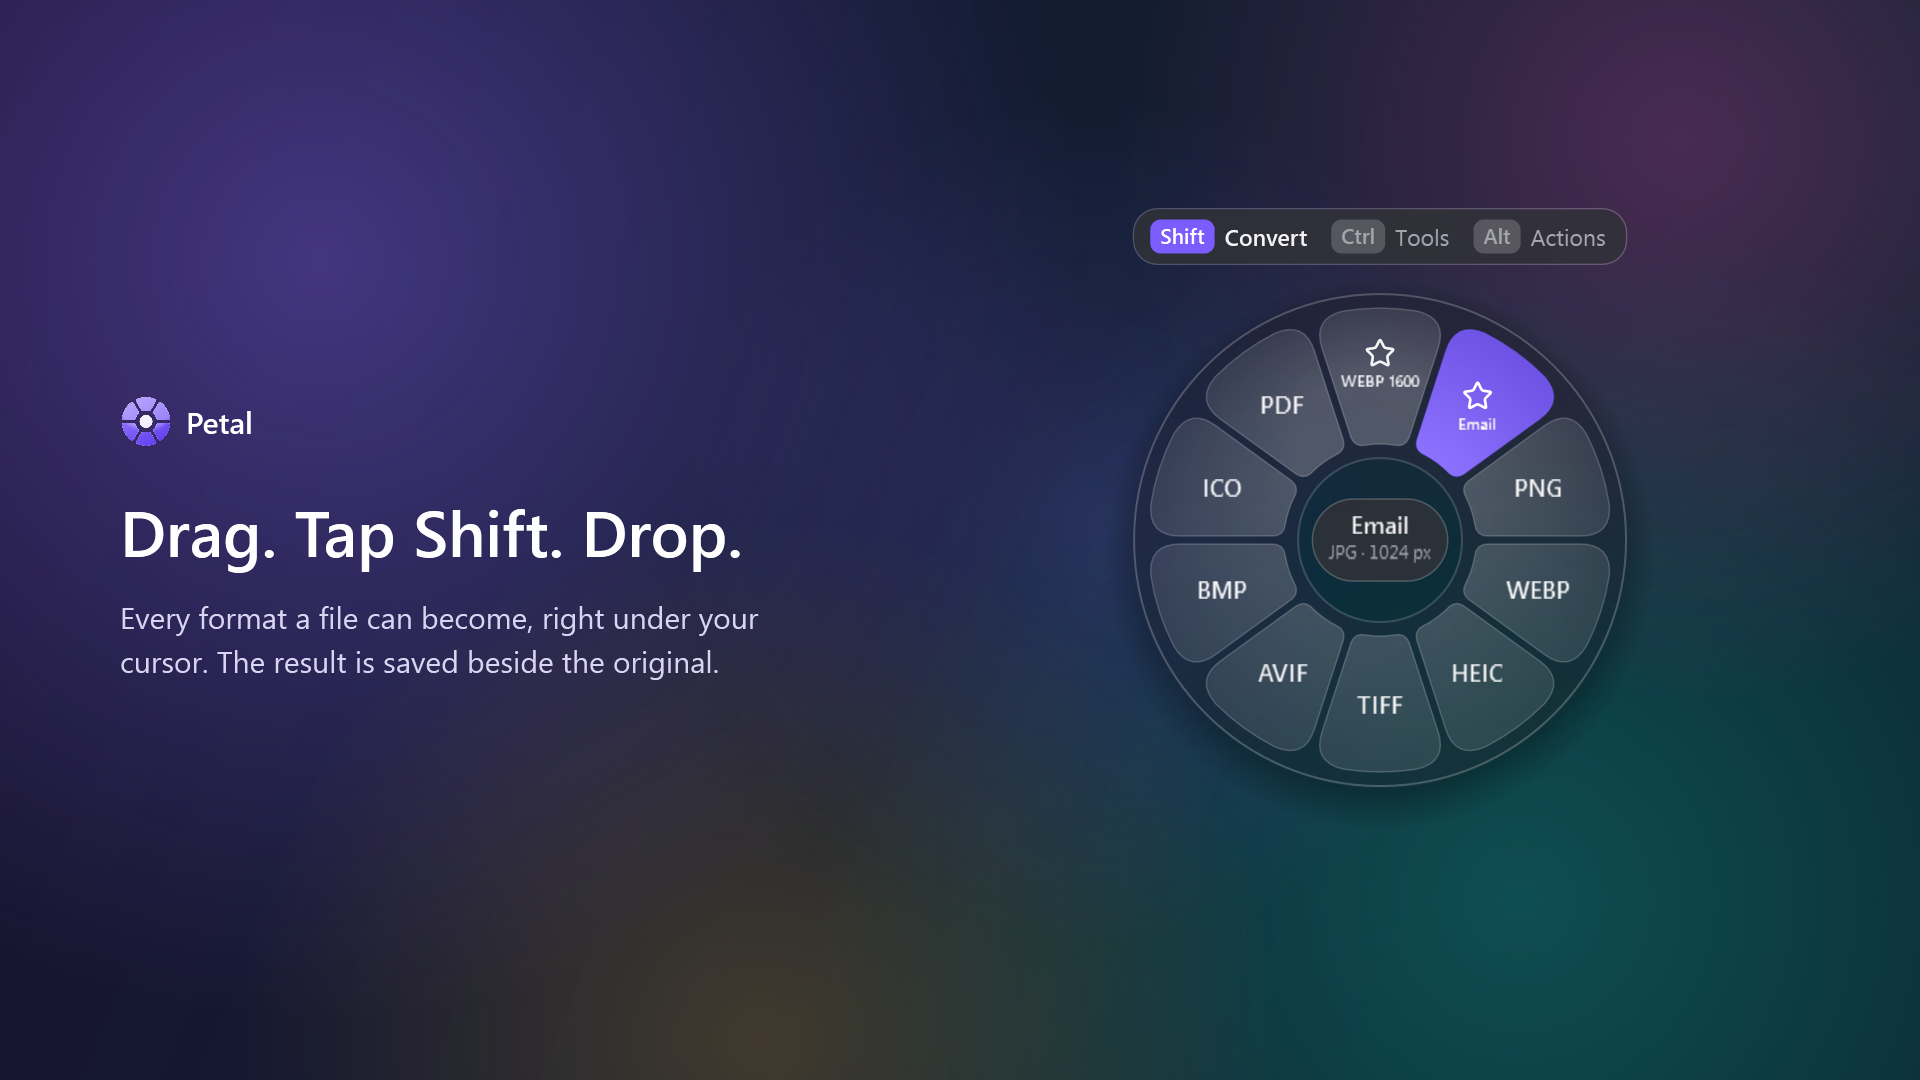 Petal
Drag. Tap Shift. Drop.
Every format a file can become, right under your
cursor. The result is saved beside the original.
Shift Convert Ctrl Tools Alt Actions
WEBP 1600
Email
PNG
WEBP
HEIC
TIFF
AVIF
BMP
ICO
PDF
Email
JPG · 1024 px